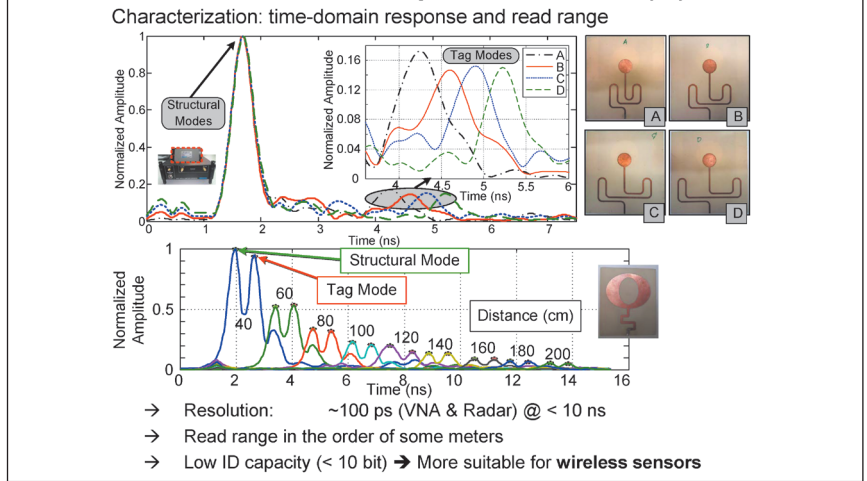 Characterization: time-domain response and read range
Normalized Amplitude
1
0.8
0.6
0.4
0.2
0
0 1 2 3 4 5 6 7
Time (ns)
Structural
Modes
Normalized Amplitude
0.16
0.12
0.08
0.04
0
4 4.5 5 5.5 6
Time (ns)
Tag Modes
A
B
C
D
A
B
C
D
Normalized
Amplitude
1
0.5
0
0 2 4 6 8 10 12 14 16
Time (ns)
Structural Mode
Tag Mode
Distance (cm)
40 60 80 100 120 140 160 180 200
→ Resolution: ~100 ps (VNA & Radar) @ < 10 ns
→ Read range in the order of some meters
→ Low ID capacity (< 10 bit) ➔ More suitable for wireless sensors